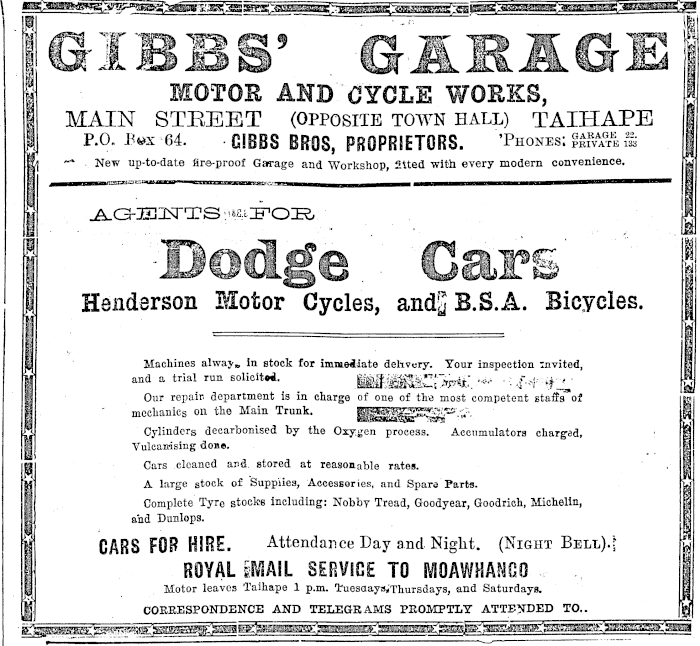 GIBBS' GARAGE
MOTOR AND CYCLE WORKS,
MAIN STREET (OPPOSITE TOWN HALL) TAIHAPE
P.O. Box 64. GIBBS BROS, PROPRIETORS. 'PHONES: GARAGE 22. PRIVATE 133
New up-to-date fire-proof Garage and Workshop, fitted with every modern convenience.
AGENTS FOR
Dodge Cars
Henderson Motor Cycles, and B.S.A. Bicycles.
Machines always in stock for immediate delivery. Your inspection invited,
and a trial run solicited.
Our repair department is in charge of one of the most competent staffs of
mechanics on the Main Trunk.
Cylinders decarbonised by the Oxygen process. Accumulators charged,
Vulcanising done.
Cars cleaned and stored at reasonable rates.
A large stock of Supplies, Accessories, and Spare Parts.
Complete Tyre stocks including: Nobby Tread, Goodyear, Goodrich, Michelin,
and Dunlops.
CARS FOR HIRE. Attendance Day and Night. (NIGHT BELL).
ROYAL MAIL SERVICE TO MOAWHANGO
Motor leaves Taihape 1 p.m. Tuesdays, Thursdays, and Saturdays.
CORRESPONDENCE AND TELEGRAMS PROMPTLY ATTENDED TO..